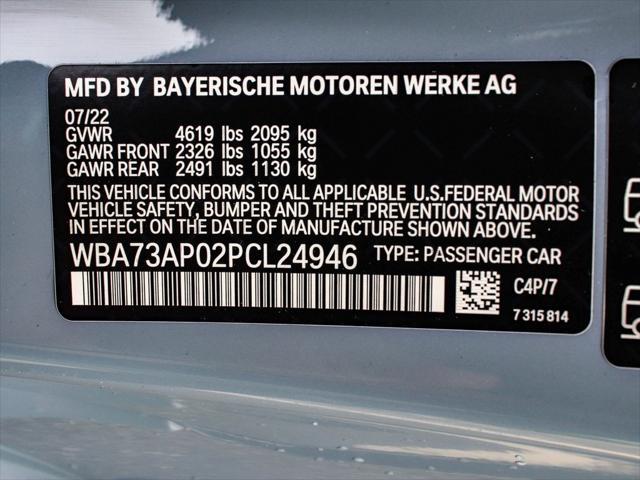 MFD BY BAYERISCHE MOTOREN WERKE AG
07/22
GVWR 4619 lbs 2095 kg
GAWR FRONT 2326 lbs 1055 kg
GAWR REAR 2491 lbs 1130 kg
THIS VEHICLE CONFORMS TO ALL APPLICABLE U.S.FEDERAL MOTOR
VEHICLE SAFETY, BUMPER AND THEFT PREVENTION STANDARDS
IN EFFECT ON THE DATE OF MANUFACTURE SHOWN ABOVE.
WBA73AP02PCL24946 TYPE: PASSENGER CAR
C4P/7
7 315 814